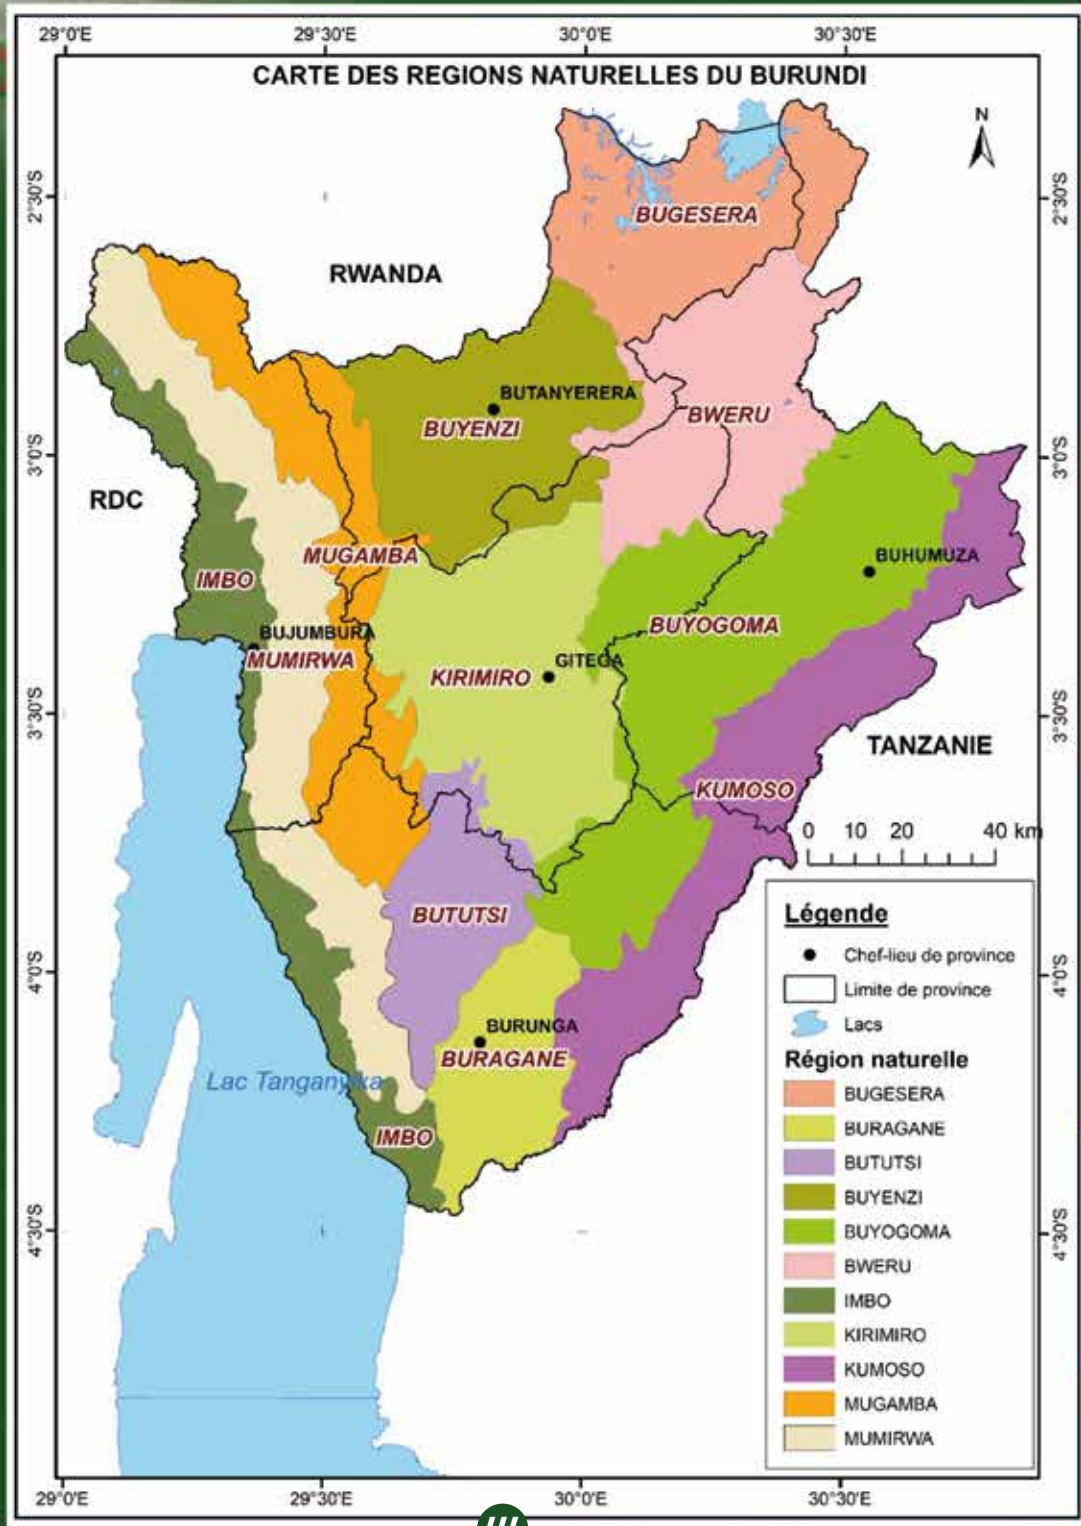 29°0'E 29°30'E 30°0'E 30°30'E
CARTE DES REGIONS NATURELLES DU BURUNDI
N
2°30'S 2°30'S
BUGESERA
RWANDA
BUTANYERERA
BUYENZI
BWERU
3°0'S 3°0'S
RDC
MUGAMBA
BUHUMUZA
IMBO
BUJUMBURA
BUYOGOMA
MUMIRWA
GITEGA
KIRIMIRO
3°30'S 3°30'S
TANZANIE
KUMOSO
0 10 20 40 km
BUTUTSI
4°0'S 4°0'S
BURUNGA
BURAGANE
Lac Tanganyika
IMBO
4°30'S 4°30'S
Légende
Chef-lieu de province
Limite de province
Lacs
Région naturelle
BUGESERA
BURAGANE
BUTUTSI
BUYENZI
BUYOGOMA
BWERU
IMBO
KIRIMIRO
KUMOSO
MUGAMBA
MUMIRWA
29°0'E 29°30'E 30°0'E 30°30'E